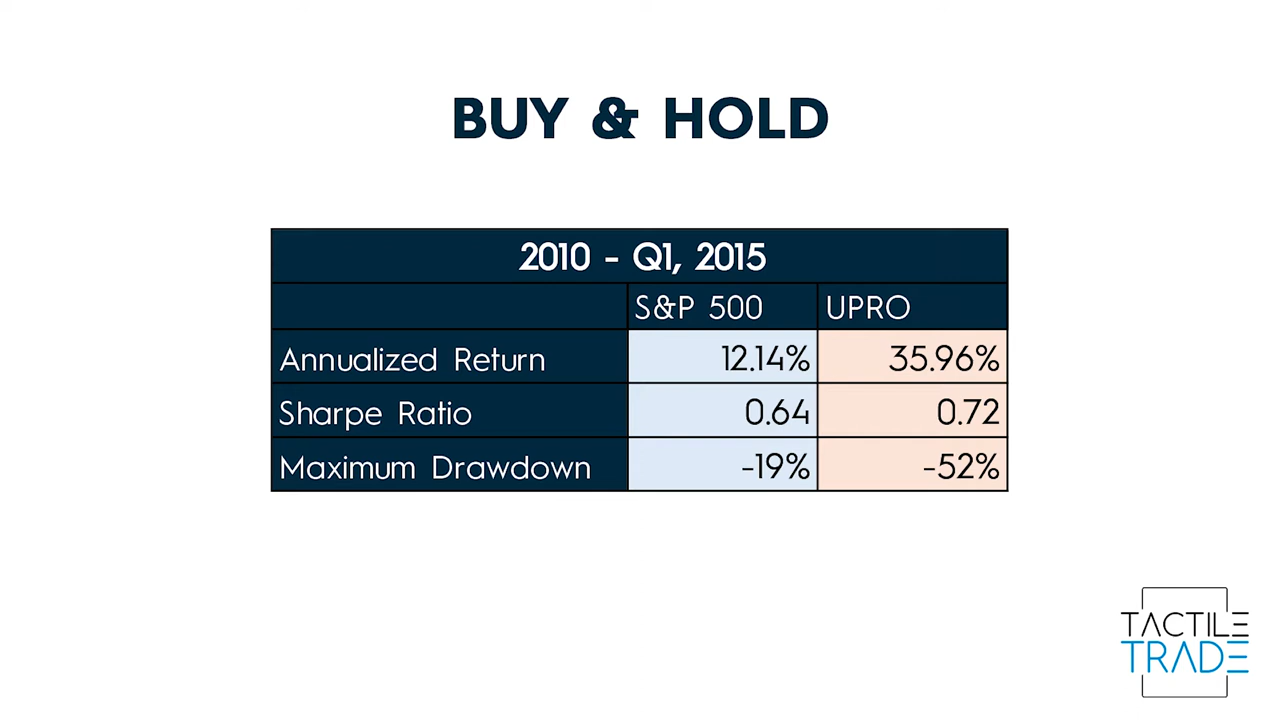 BUY & HOLD
2010 - Q1, 2015
S&P 500 UPRO
Annualized Return 12.14% 35.96%
Sharpe Ratio 0.64 0.72
Maximum Drawdown -19% -52%
TACTILE
TRADE